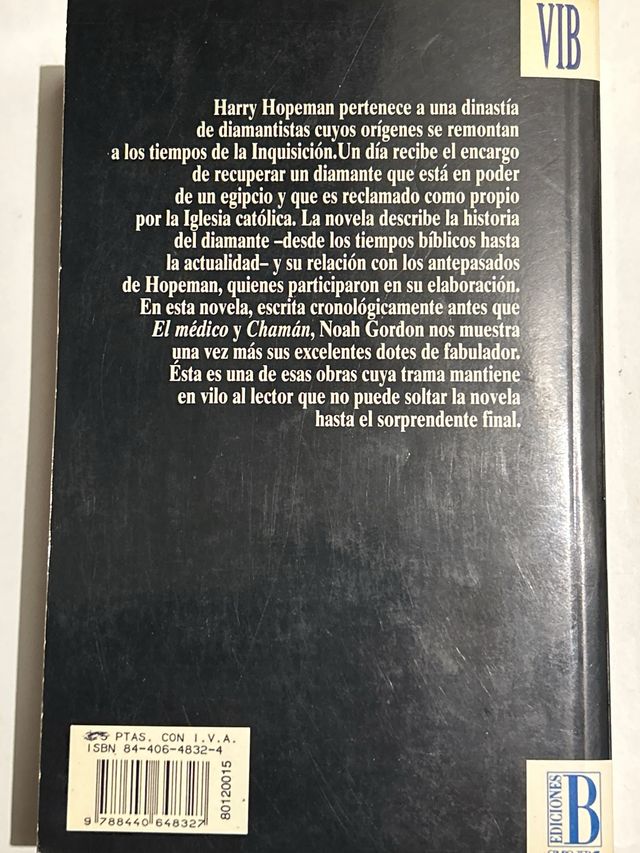 VIB
Harry Hopeman pertenece a una dinastía
de diamantistas cuyos orígenes se remontan
a los tiempos de la Inquisición.Un día recibe el encargo
de recuperar un diamante que está en poder
de un egipcio y que es reclamado como propio
por la Iglesia católica. La novela describe la historia
del diamante –desde los tiempos bíblicos hasta
la actualidad– y su relación con los antepasados
de Hopeman, quienes participaron en su elaboración.
En esta novela, escrita cronológicamente antes que
El médico y Chamán, Noah Gordon nos muestra
una vez más sus excelentes dotes de fabulador.
Ésta es una de esas obras cuya trama mantiene
en vilo al lector que no puede soltar la novela
hasta el sorprendente final.
PTAS. CON I.V.A.
ISBN 84-406-4832-4
80120015
9 788440 648327
EDICIONES
B